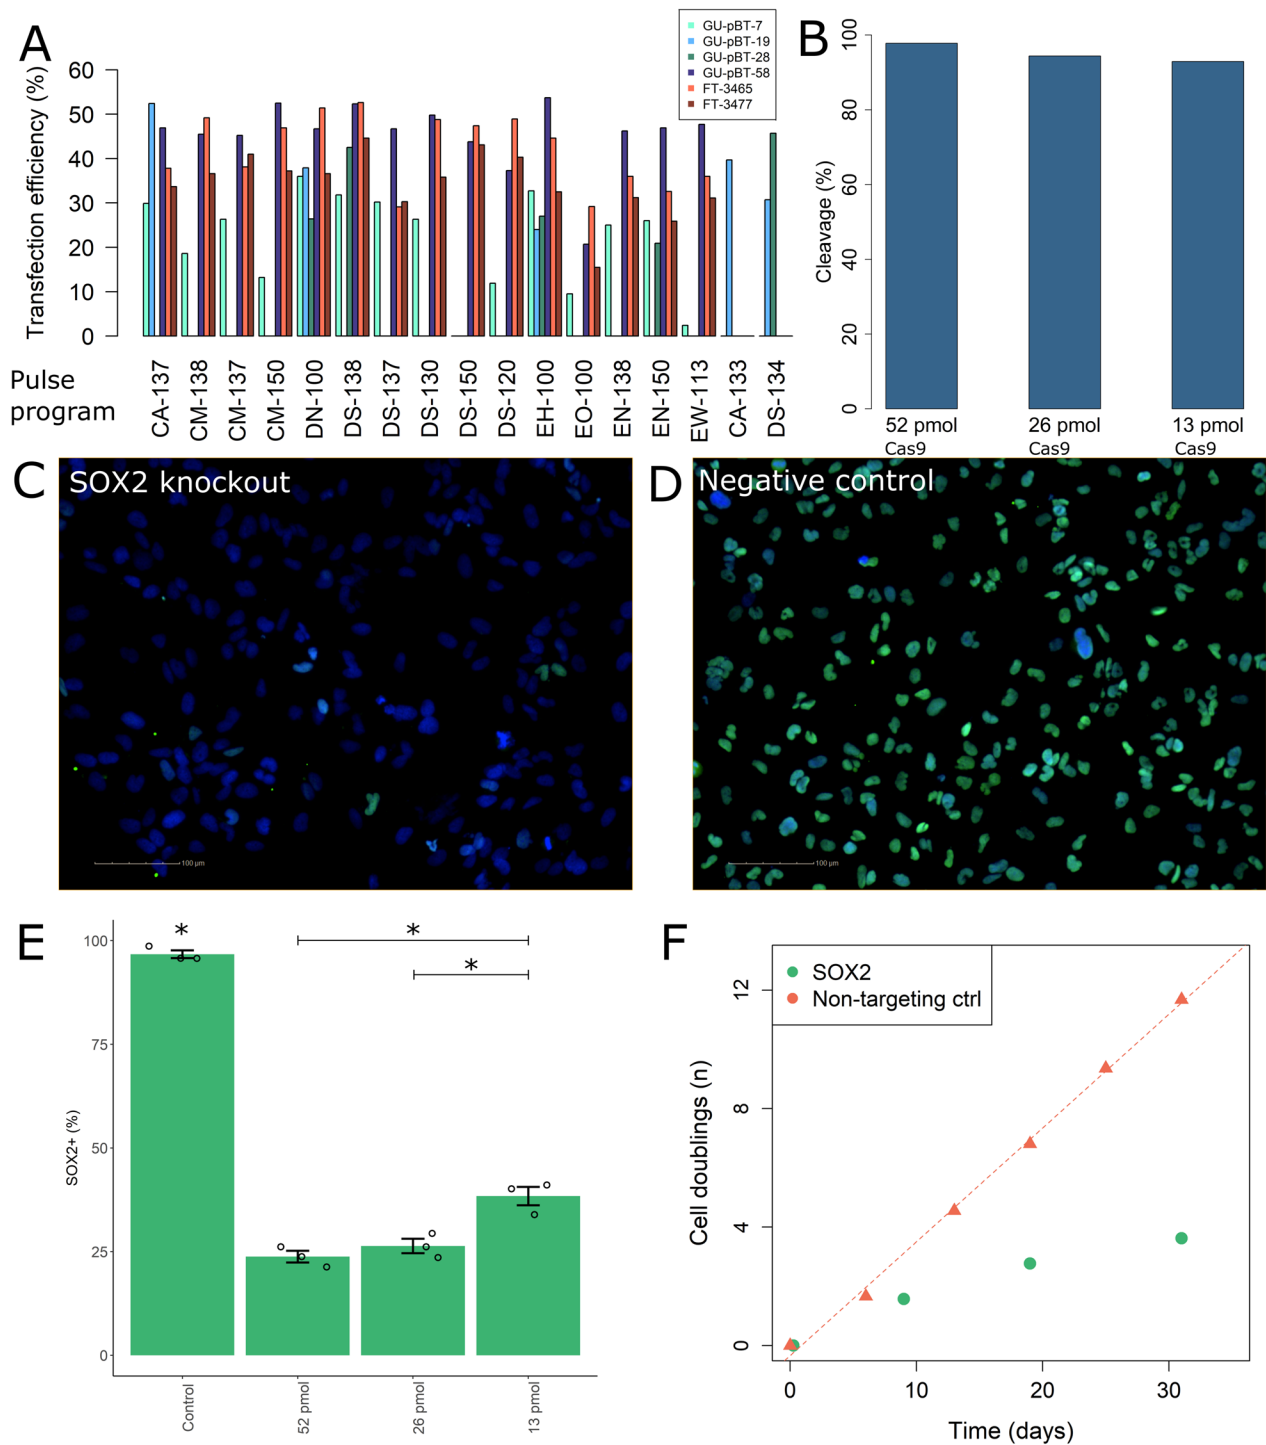 A
Transfection efficiency (%)
60
50
40
30
20
10
0
GU-pBT-7
GU-pBT-19
GU-pBT-28
GU-pBT-58
FT-3465
FT-3477
Pulse
program
CA-137
CM-138
CM-137
CM-150
DN-100
DS-138
DS-137
DS-130
DS-150
DS-120
EH-100
EO-100
EN-138
EN-150
EW-113
CA-133
DS-134
B
Cleavage (%)
100
80
60
40
20
0
52 pmol
Cas9
26 pmol
Cas9
13 pmol
Cas9
C
SOX2 knockout
100 µm
D
Negative control
100 µm
E
SOX2+ (%)
100
75
50
25
0
*
*
*
Control
52 pmol
26 pmol
13 pmol
F
SOX2
Non-targeting ctrl
Cell doublings (n)
12
8
4
0
0
10
20
30
Time (days)